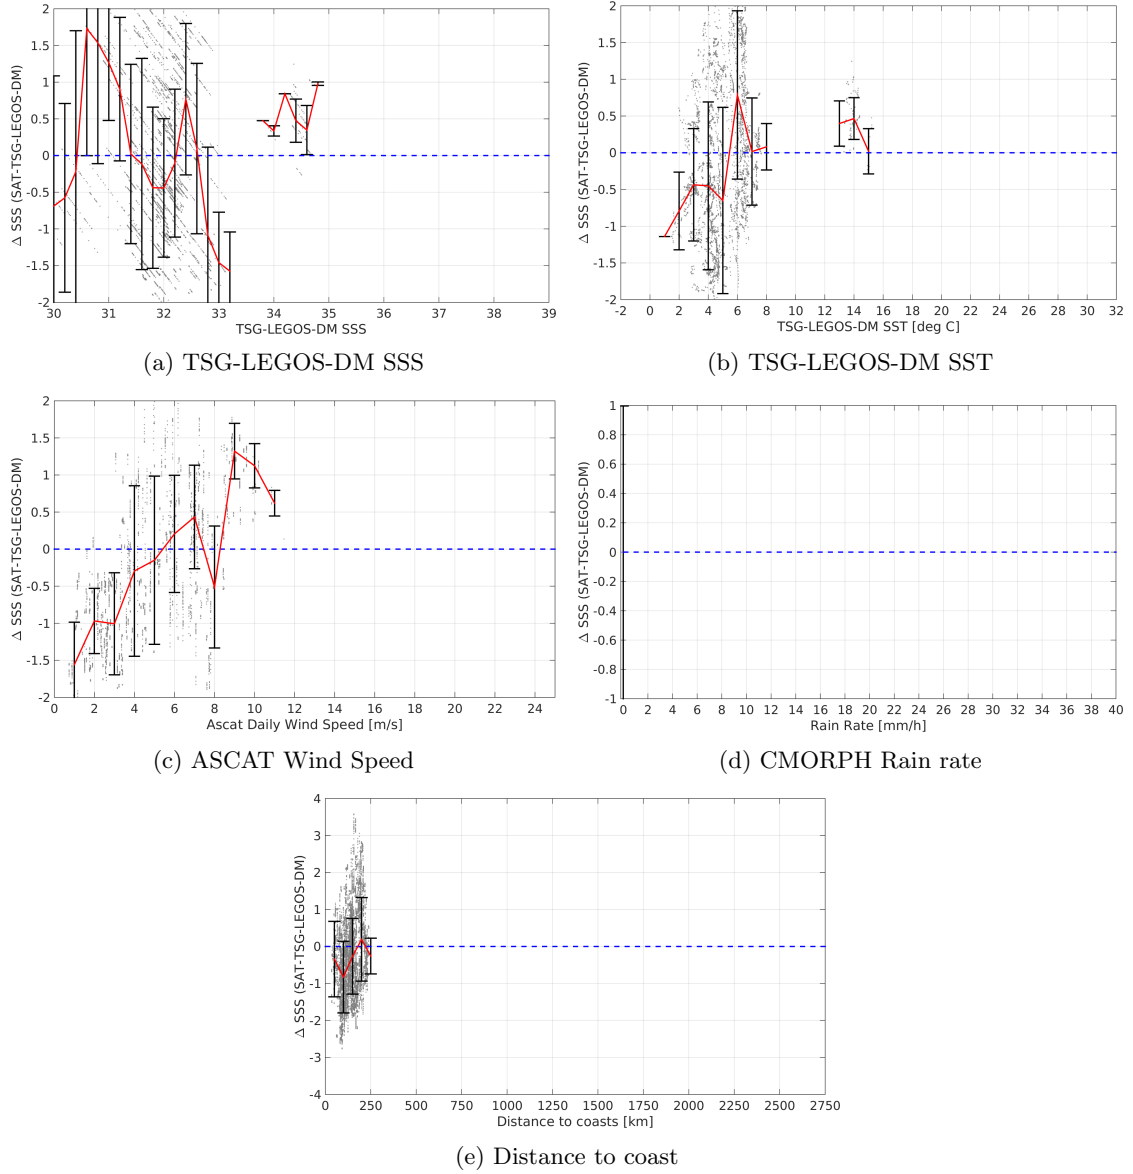 2
1.5
1
0.5
0
-0.5
-1
-1.5
-2
Δ SSS (SAT-TSG-LEGOS-DM)
30 31 32 33 34 35 36 37 38 39
TSG-LEGOS-DM SSS
(a) TSG-LEGOS-DM SSS
2
1.5
1
0.5
0
-0.5
-1
-1.5
-2
Δ SSS (SAT-TSG-LEGOS-DM)
-2 0 2 4 6 8 10 12 14 16 18 20 22 24 26 28 30 32
TSG-LEGOS-DM SST [deg C]
(b) TSG-LEGOS-DM SST
2
1.5
1
0.5
0
-0.5
-1
-1.5
-2
Δ SSS (SAT-TSG-LEGOS-DM)
0 2 4 6 8 10 12 14 16 18 20 22 24
Ascat Daily Wind Speed [m/s]
(c) ASCAT Wind Speed
1
0.8
0.6
0.4
0.2
0
-0.2
-0.4
-0.6
-0.8
-1
Δ SSS (SAT-TSG-LEGOS-DM)
0 2 4 6 8 10 12 14 16 18 20 22 24 26 28 30 32 34 36 38 40
Rain Rate [mm/h]
(d) CMORPH Rain rate
4
3
2
1
0
-1
-2
-3
-4
Δ SSS (SAT-TSG-LEGOS-DM)
0 250 500 750 1000 1250 1500 1750 2000 2250 2500 2750
Distance to coasts [km]
(e) Distance to coast